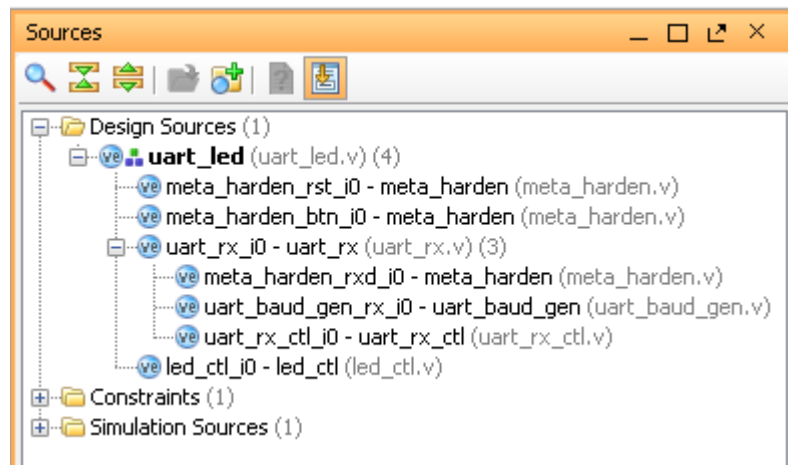 Sources
Design Sources (1)
uart_led (uart_led.v) (4)
meta_harden_rst_i0 - meta_harden (meta_harden.v)
meta_harden_btn_i0 - meta_harden (meta_harden.v)
uart_rx_i0 - uart_rx (uart_rx.v) (3)
meta_harden_rxd_i0 - meta_harden (meta_harden.v)
uart_baud_gen_rx_i0 - uart_baud_gen (uart_baud_gen.v)
uart_rx_ctl_i0 - uart_rx_ctl (uart_rx_ctl.v)
led_ctl_i0 - led_ctl (led_ctl.v)
Constraints (1)
Simulation Sources (1)